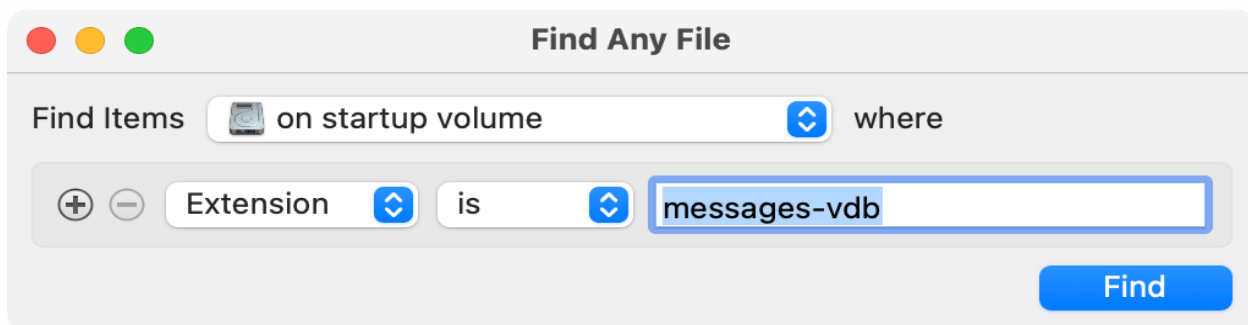 Find Any File
Find Items on startup volume where
Extension is messages-vdb
Find